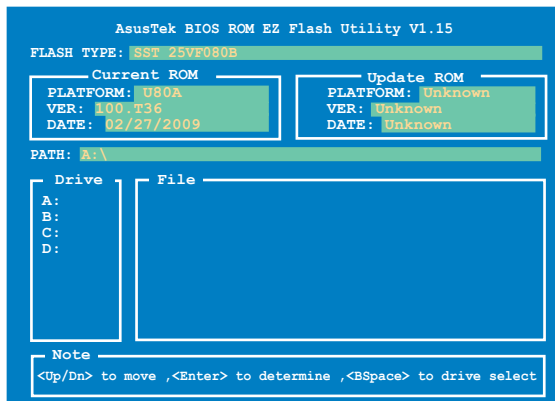 AsusTek BIOS ROM EZ Flash Utility V1.15
FLASH TYPE: SST 25VF080B
Current ROM
PLATFORM: U80A
VER: 100.T36
DATE: 02/27/2009
Update ROM
PLATFORM: Unknown
VER: Unknown
DATE: Unknown
PATH: A:\
Drive
A:
B:
C:
D:
File
Note
<Up/Dn> to move ,<Enter> to determine ,<BSpace> to drive select